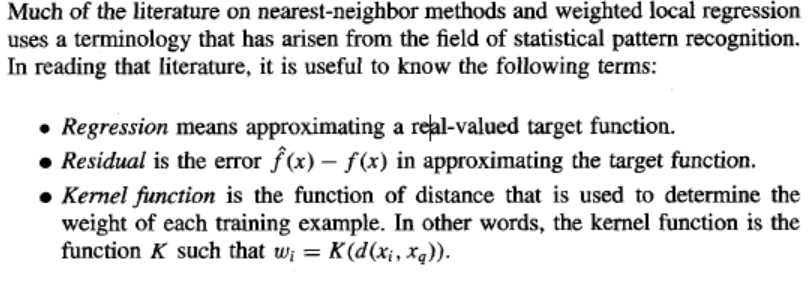 Much of the literature on nearest-neighbor methods and weighted local regression
uses a terminology that has arisen from the field of statistical pattern recognition.
In reading that literature, it is useful to know the following terms:
• Regression means approximating a real-valued target function.
• Residual is the error f̂(x) − f(x) in approximating the target function.
• Kernel function is the function of distance that is used to determine the
weight of each training example. In other words, the kernel function is the
function K such that wᵢ = K(d(xᵢ, x_q)).